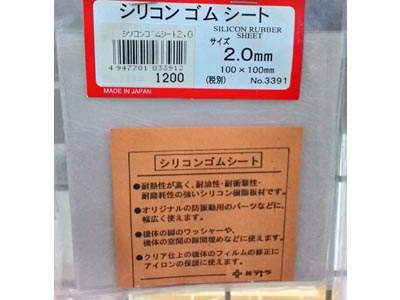 シリコン ゴム シート
SILICON RUBBER
SHEET
シリコンゴムシート2.0
4 947701 033912
1200
サイズ
2.0mm
100×100mm
(税別) No.3391
MADE IN JAPAN
シリコンゴムシート
●耐熱性が高く、耐油性・耐衝撃性・
耐磨耗性の強いシリコン樹脂板材です。
●オリジナルの防振動用のパーツなどに、
幅広く使えます。
●機体の脚のワッシャーや、
機体の空間の隙間埋めなどに使えます。
●クリア仕上の機体のフィルムの修正に
アイロンの保護に使えます。